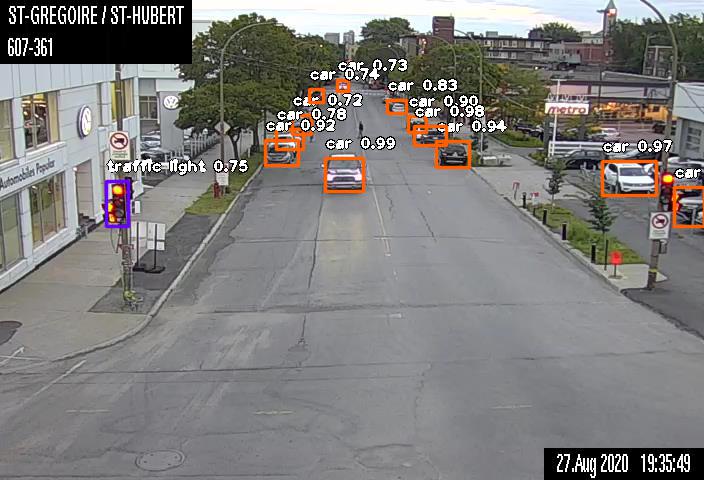 ST-GREGOIRE / ST-HUBERT
607-361
car 0.73
car 0.74
car 0.83
0.72
car 0.90
car 0.78
car 0.98
car 0.92
car 0.94
car 0.99
car 0.97
traffic light 0.75
car
metro
Automobiles Popular
27.Aug 2020 19:35:49